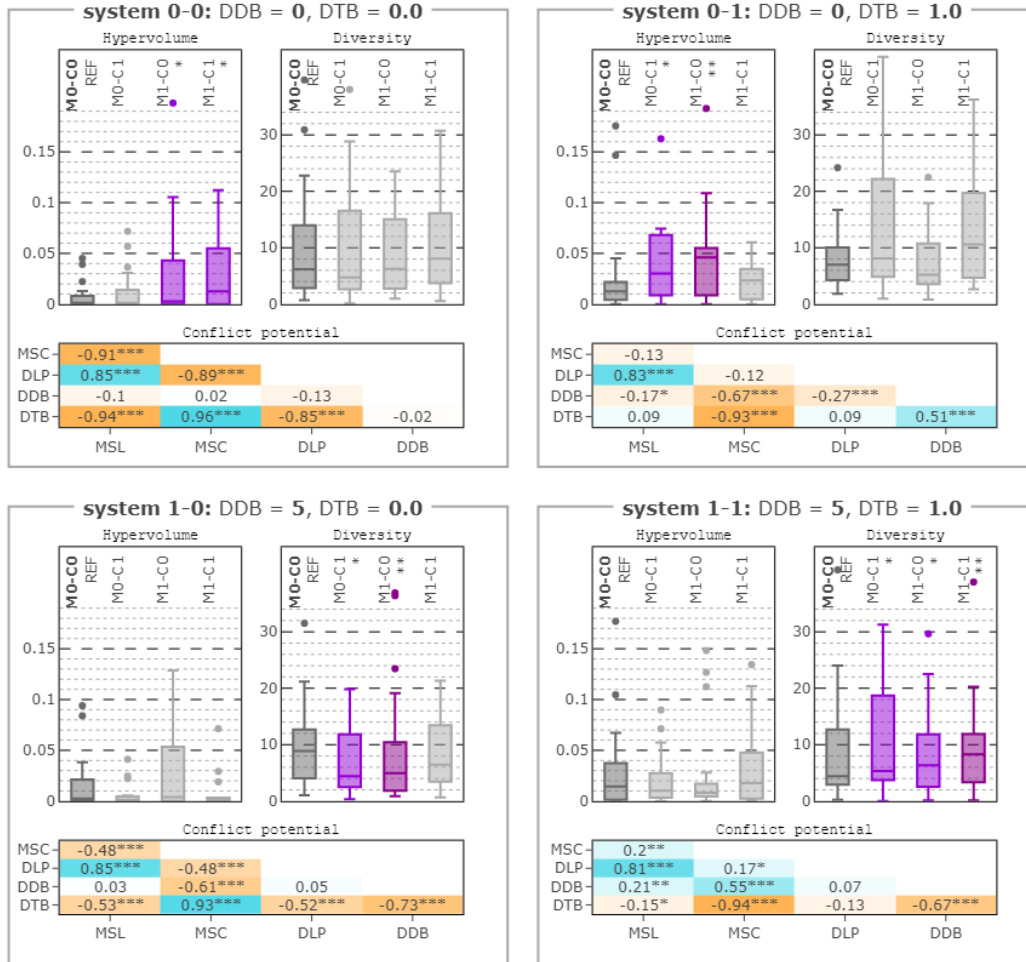 system 0-0: DDB = 0, DTB = 0.0
Hypervolume
Diversity
M0-C0 REF
M0-C1
M1-C0 *
M1-C1 *
M0-C0 REF
M0-C1
M1-C0
M1-C1
0.15
0.1
0.05
0
30
20
10
0
Conflict potential
MSC -0.91***
DLP 0.85*** -0.89***
DDB -0.1 0.02 -0.13
DTB -0.94*** 0.96*** -0.85*** -0.02
MSL MSC DLP DDB
system 0-1: DDB = 0, DTB = 1.0
Hypervolume
Diversity
M0-C0 REF
M0-C1 *
M1-C0 **
M1-C1
M0-C0 REF
M0-C1
M1-C0
M1-C1
0.15
0.1
0.05
0
30
20
10
0
Conflict potential
MSC -0.13
DLP 0.83*** -0.12
DDB -0.17* -0.67*** -0.27***
DTB 0.09 -0.93*** 0.09 0.51***
MSL MSC DLP DDB
system 1-0: DDB = 5, DTB = 0.0
Hypervolume
Diversity
M0-C0 REF
M0-C1
M1-C0
M1-C1
M0-C0 REF
M0-C1 *
M1-C0 **
M1-C1
0.15
0.1
0.05
0
30
20
10
0
Conflict potential
MSC -0.48***
DLP 0.85*** -0.48***
DDB 0.03 -0.61*** 0.05
DTB -0.53*** 0.93*** -0.52*** -0.73***
MSL MSC DLP DDB
system 1-1: DDB = 5, DTB = 1.0
Hypervolume
Diversity
M0-C0 REF
M0-C1
M1-C0
M1-C1
M0-C0 REF
M0-C1 *
M1-C0 *
M1-C1 **
0.15
0.1
0.05
0
30
20
10
0
Conflict potential
MSC 0.2**
DLP 0.81*** 0.17*
DDB 0.21** 0.55*** 0.07
DTB -0.15* -0.94*** -0.13 -0.67***
MSL MSC DLP DDB